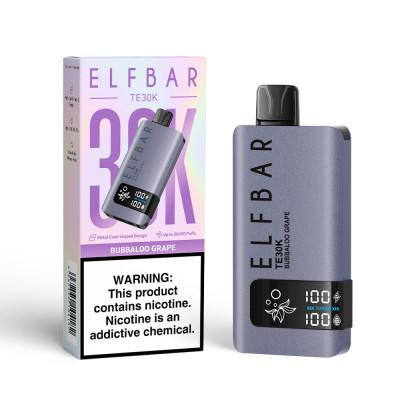 ELFBAR
TE30K
30K
100
100
Metal Case-shaped Design
Up to 30000 Puffs
BUBBALOO GRAPE
WARNING:
This product
contains nicotine.
Nicotine is an
addictive chemical.
ELFBAR
TE30K
BUBBALOO GRAPE
100
100